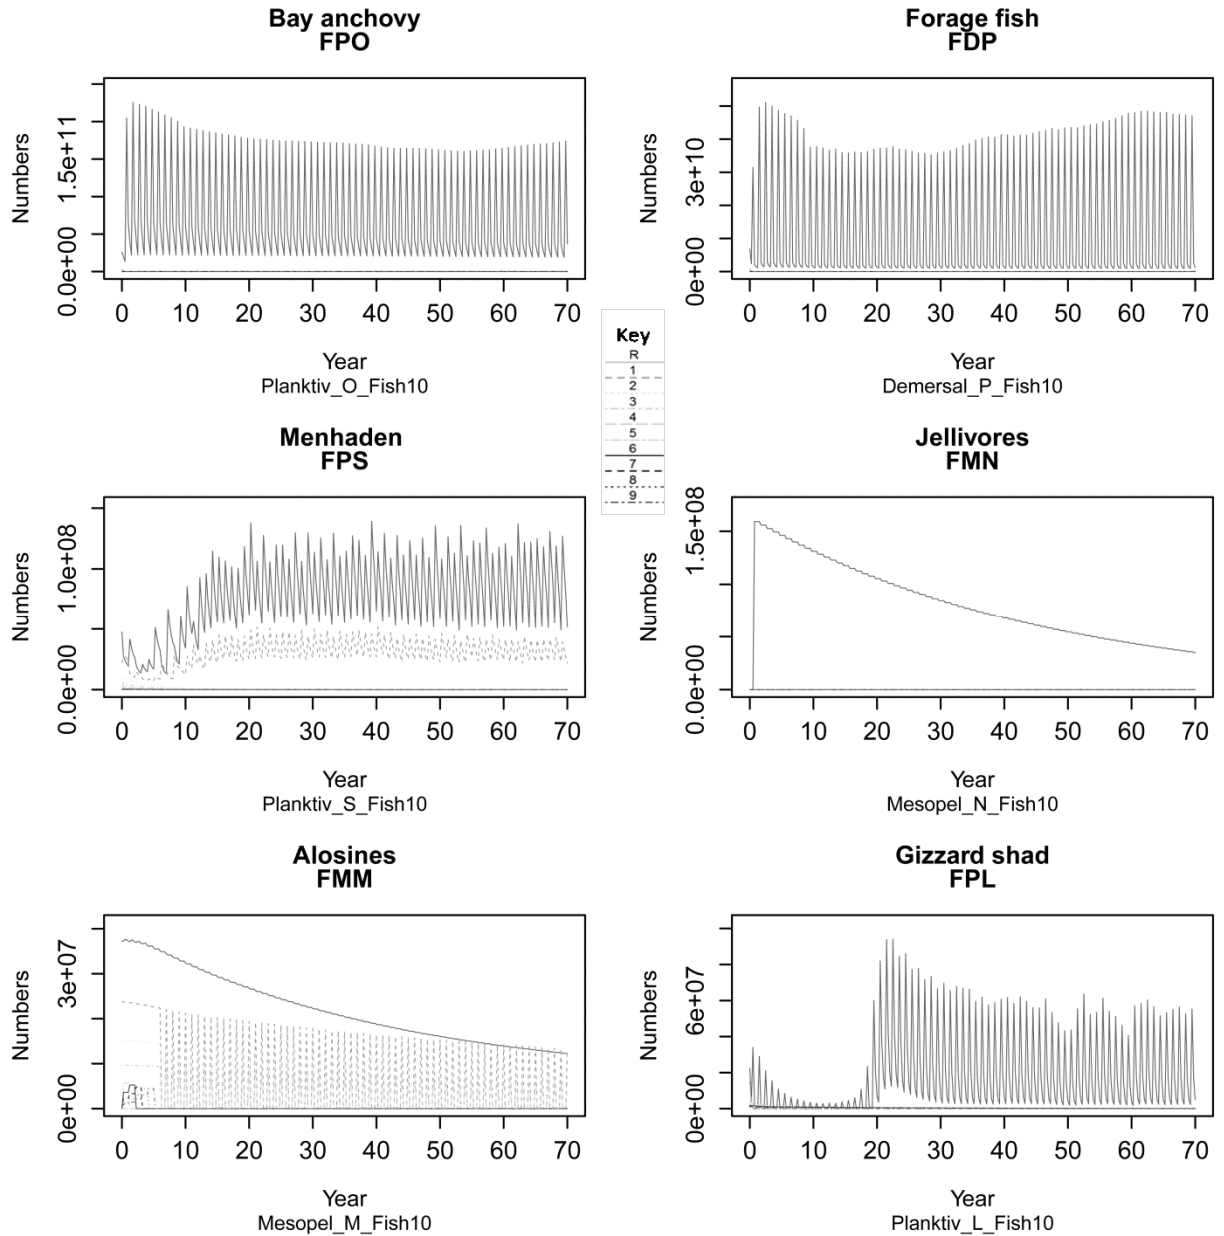 Bay anchovy
FPO
Numbers
0.0e+00
1.5e+11
0 10 20 30 40 50 60 70
Year
Planktiv_O_Fish10
Forage fish
FDP
Numbers
0e+00
3e+10
0 10 20 30 40 50 60 70
Year
Demersal_P_Fish10
Key
R
1
2
3
4
5
6
7
8
9
Menhaden
FPS
Numbers
0.0e+00
1.0e+08
0 10 20 30 40 50 60 70
Year
Planktiv_S_Fish10
Jellivores
FMN
Numbers
0.0e+00
1.5e+08
0 10 20 30 40 50 60 70
Year
Mesopel_N_Fish10
Alosines
FMM
Numbers
0e+00
3e+07
0 10 20 30 40 50 60 70
Year
Mesopel_M_Fish10
Gizzard shad
FPL
Numbers
0e+00
6e+07
0 10 20 30 40 50 60 70
Year
Planktiv_L_Fish10